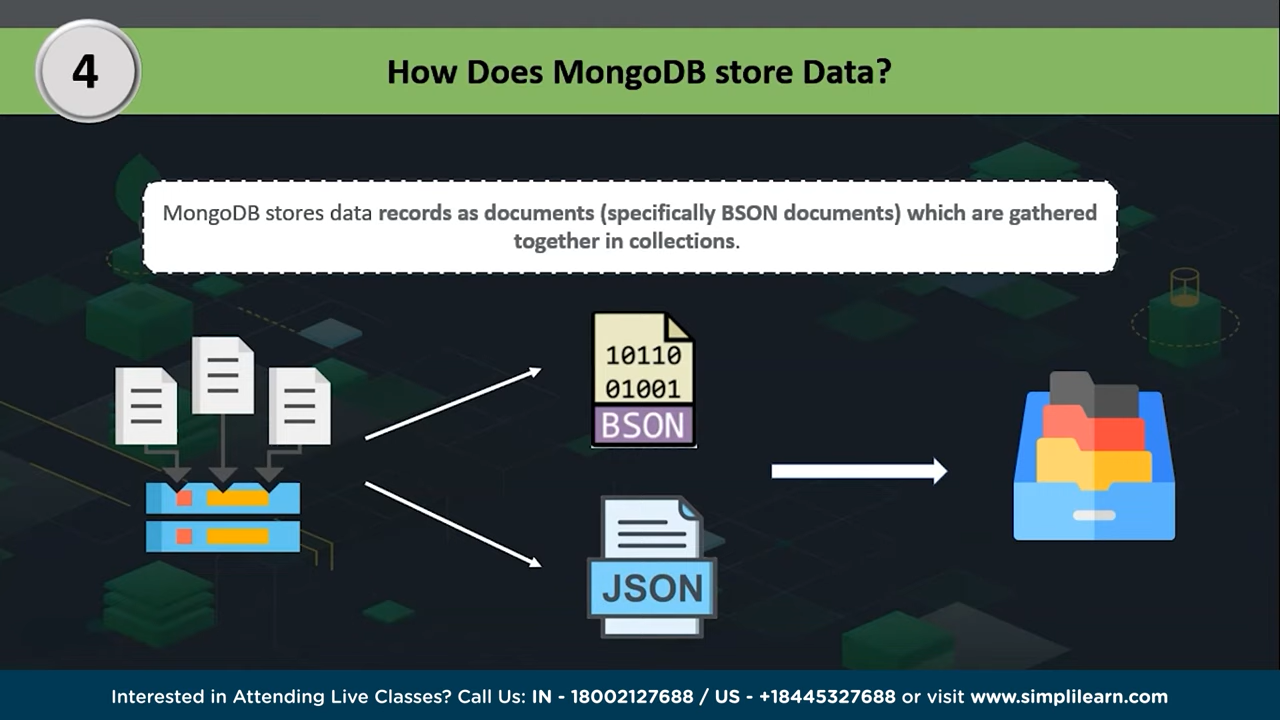 4
How Does MongoDB store Data?
MongoDB stores data records as documents (specifically BSON documents) which are gathered
together in collections.
10110
01001
BSON
JSON
Interested in Attending Live Classes? Call Us: IN - 18002127688 / US - +18445327688 or visit www.simplilearn.com